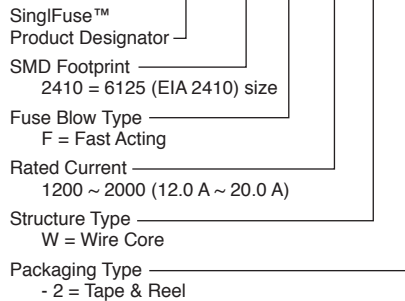 SinglFuse™
Product Designator
SMD Footprint
2410 = 6125 (EIA 2410) size
Fuse Blow Type
F = Fast Acting
Rated Current
1200 ~ 2000 (12.0 A ~ 20.0 A)
Structure Type
W = Wire Core
Packaging Type
- 2 = Tape & Reel